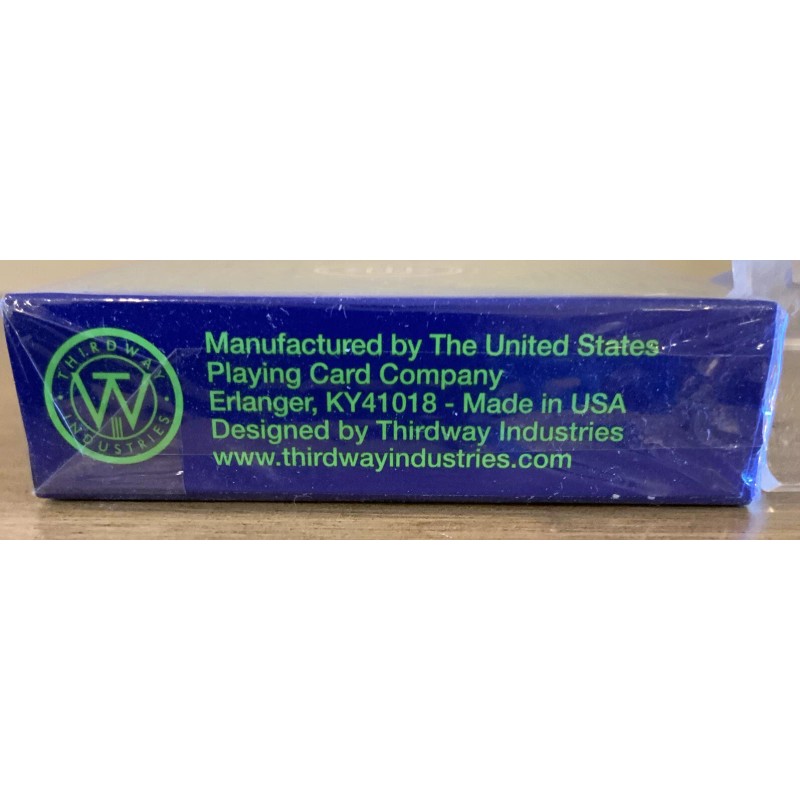 THIRDWAY
INDUSTRIES
Manufactured by The United States
Playing Card Company
Erlanger, KY41018 - Made in USA
Designed by Thirdway Industries
www.thirdwayindustries.com